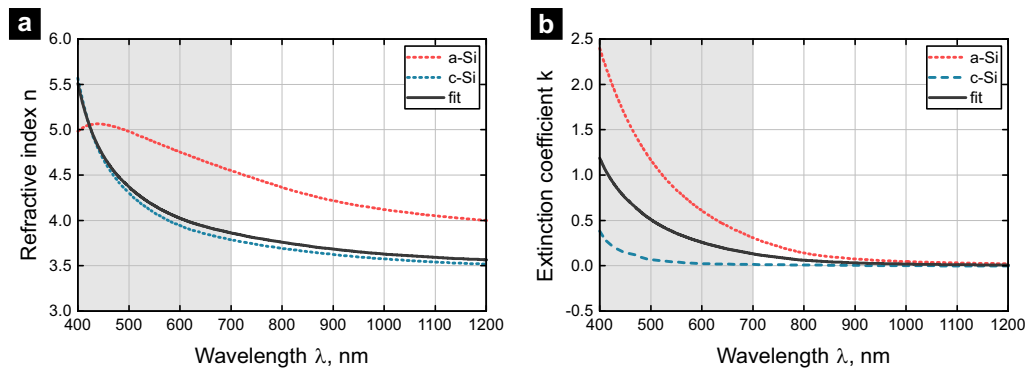 a
6.0
5.5
5.0
4.5
4.0
3.5
3.0
Refractive index n
a-Si
c-Si
fit
400 500 600 700 800 900 1000 1100 1200
Wavelength λ, nm
b
2.5
2.0
1.5
1.0
0.5
0.0
-0.5
Extinction coefficient k
a-Si
c-Si
fit
400 500 600 700 800 900 1000 1100 1200
Wavelength λ, nm